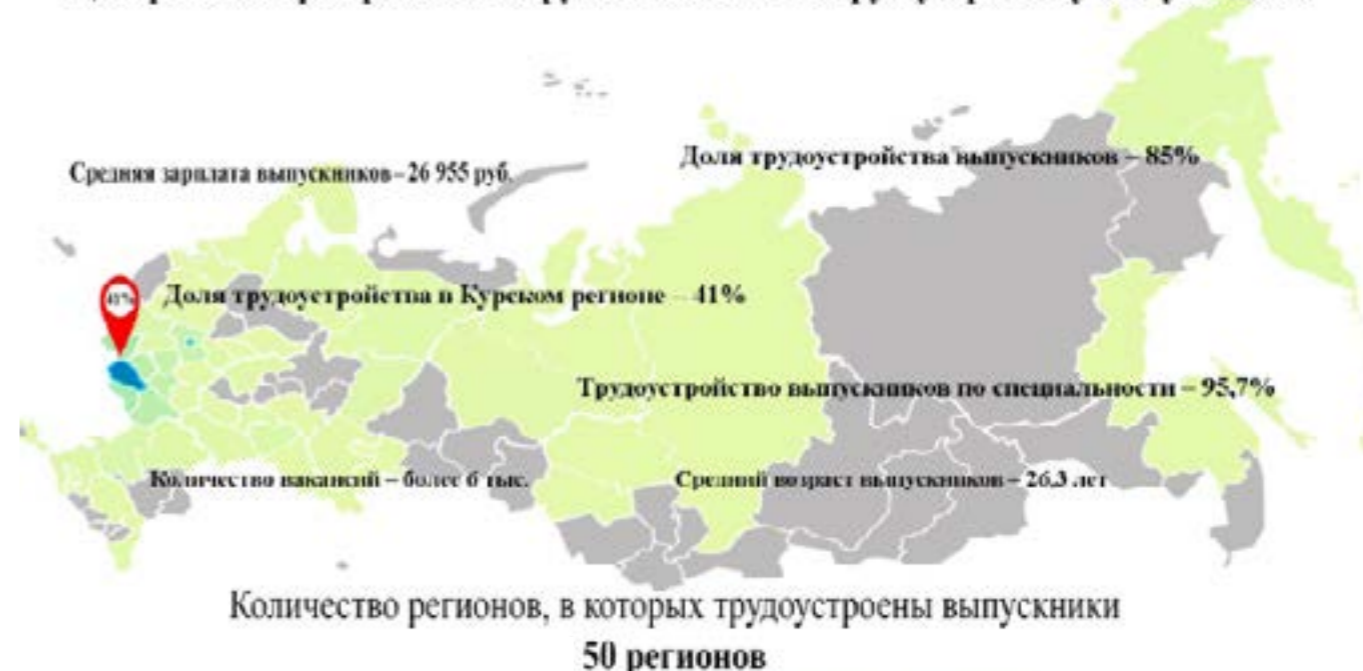 Доля трудоустройства выпускников – 85%
Средняя зарплата выпускников–26 955 руб.
41%
Доля трудоустройства в Курском регионе – 41%
Трудоустройство выпускников по специальности – 95,7%
Количество вакансий – более 6 тыс.
Средний возраст выпускников – 26,3 лет
Количество регионов, в которых трудоустроены выпускники
50 регионов